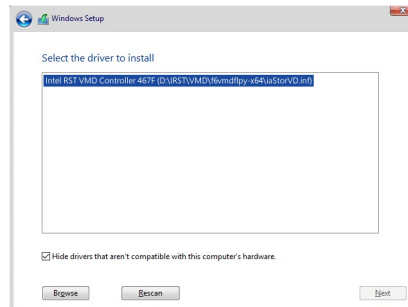 Windows Setup
Select the driver to install
Intel RST VMD Controller 467F (D:\IRST\VMD\f6vmdflpy-x64\iaStorVD.inf)
Hide drivers that aren't compatible with this computer's hardware.
Browse Rescan Next